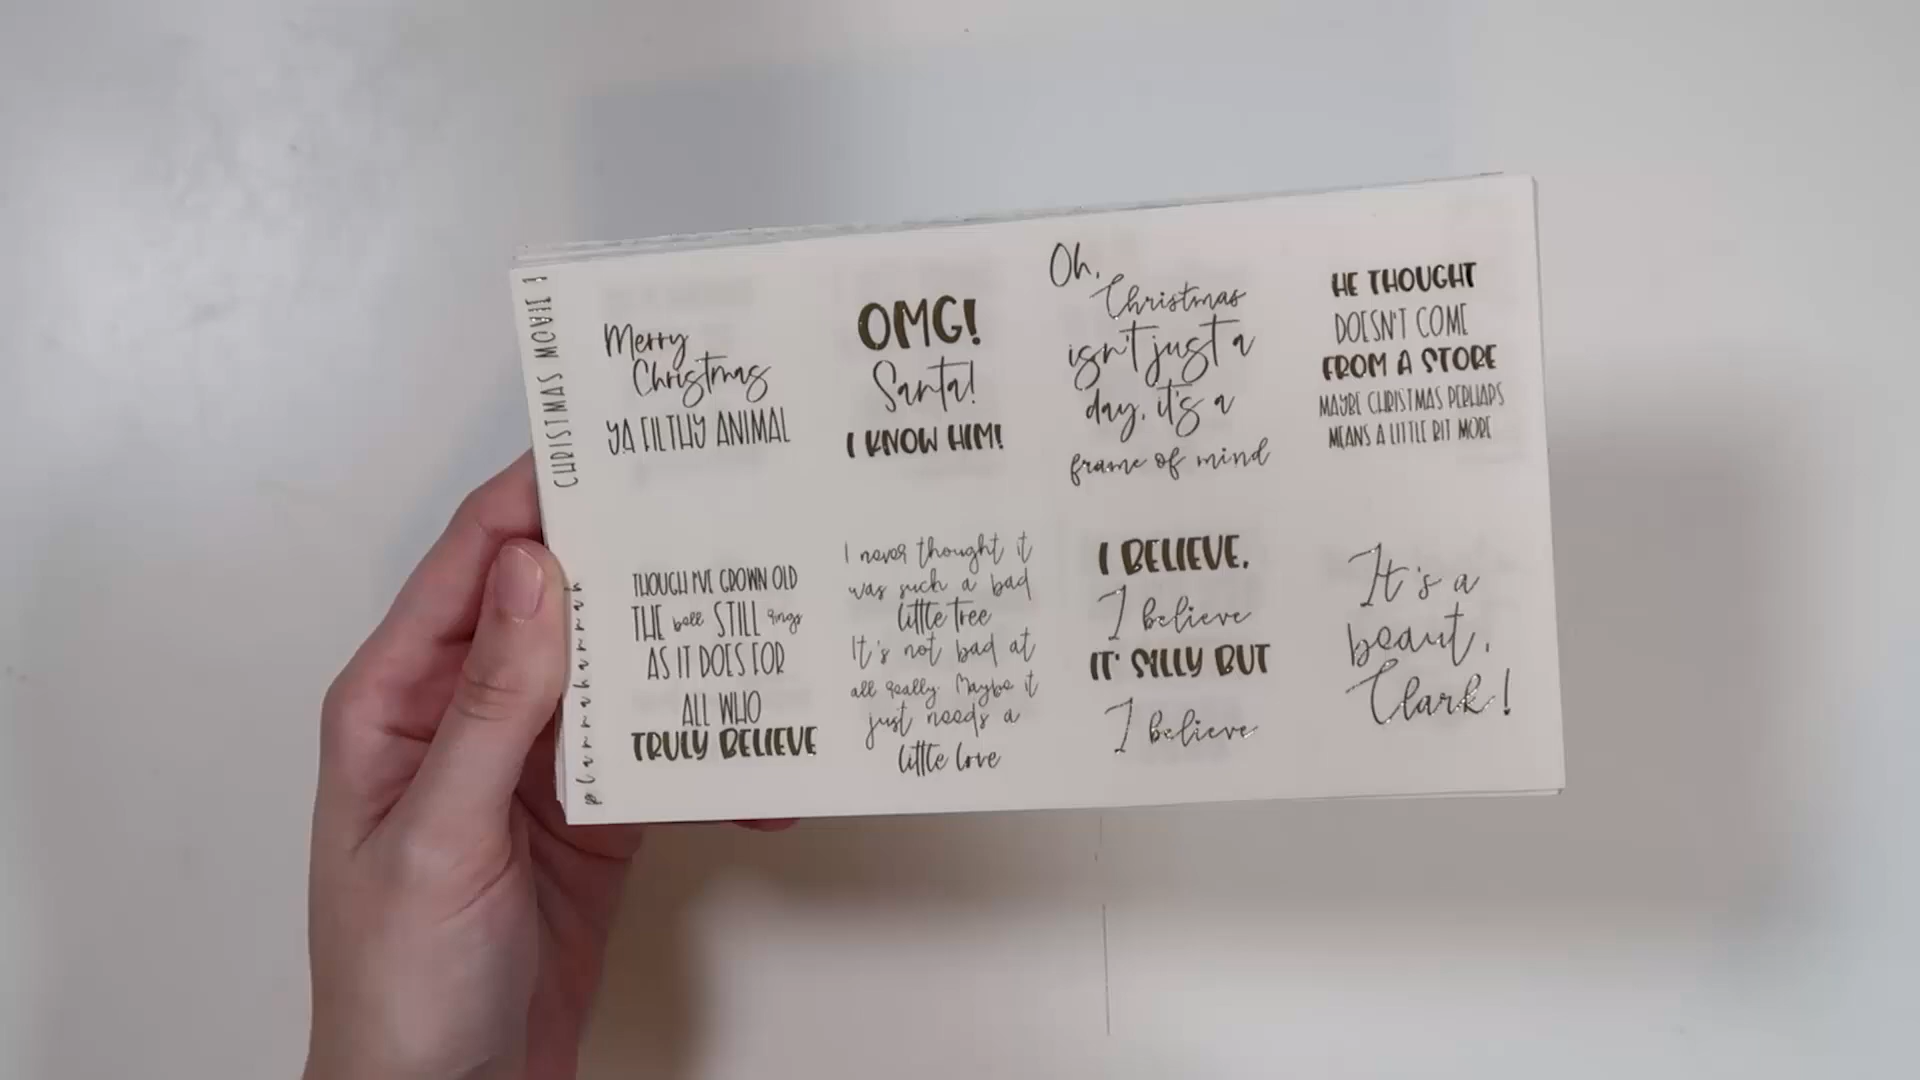 CHRISTMAS MOVIE 1
Merry
Christmas
YA FILTHY ANIMAL
OMG!
Santa!
I KNOW HIM!
Oh,
Christmas
isn't just a
day, it's a
frame of mind
HE THOUGHT
DOESN'T COME
FROM A STORE
MAYBE CHRISTMAS PERHAPS
MEANS A LITTLE BIT MORE
THOUGH I'VE GROWN OLD
THE bell STILL rings
AS IT DOES FOR
ALL WHO
TRULY BELIEVE
I never thought it
was such a bad
little tree
It's not bad at
all really. Maybe it
just needs a
little love
I BELIEVE,
I believe
IT' SILLY BUT
I believe
It's a
beaut,
Clark!
plannahannah